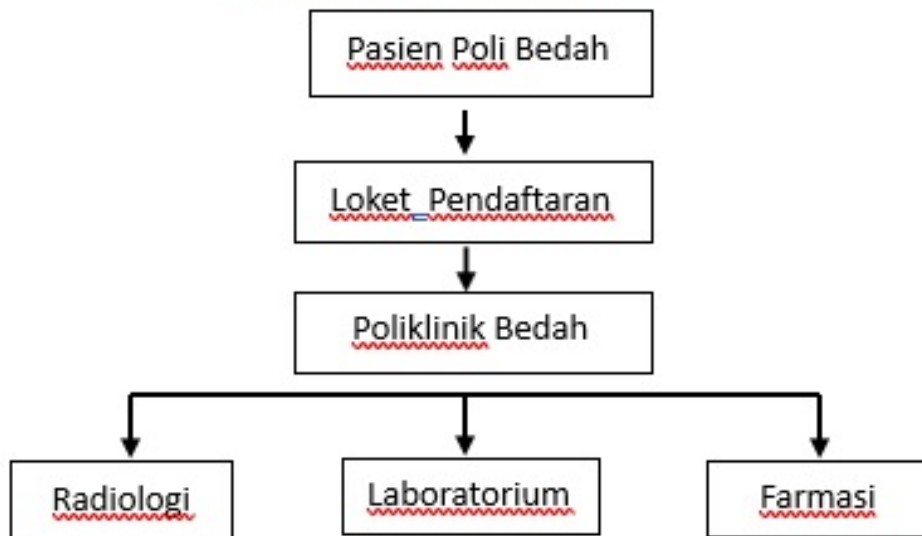 Pasien Poli Bedah
Loket Pendaftaran
Poliklinik Bedah
Radiologi
Laboratorium
Farmasi